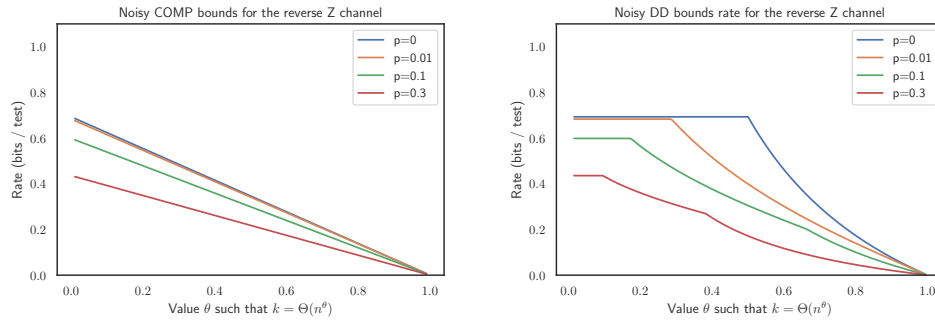 Noisy COMP bounds for the reverse Z channel
Rate (bits / test)
1.0
0.8
0.6
0.4
0.2
0.0
p=0
p=0.01
p=0.1
p=0.3
0.0 0.2 0.4 0.6 0.8 1.0
Value θ such that k = Θ(n^θ)
Noisy DD bounds rate for the reverse Z channel
Rate (bits / test)
1.0
0.8
0.6
0.4
0.2
0.0
p=0
p=0.01
p=0.1
p=0.3
0.0 0.2 0.4 0.6 0.8 1.0
Value θ such that k = Θ(n^θ)